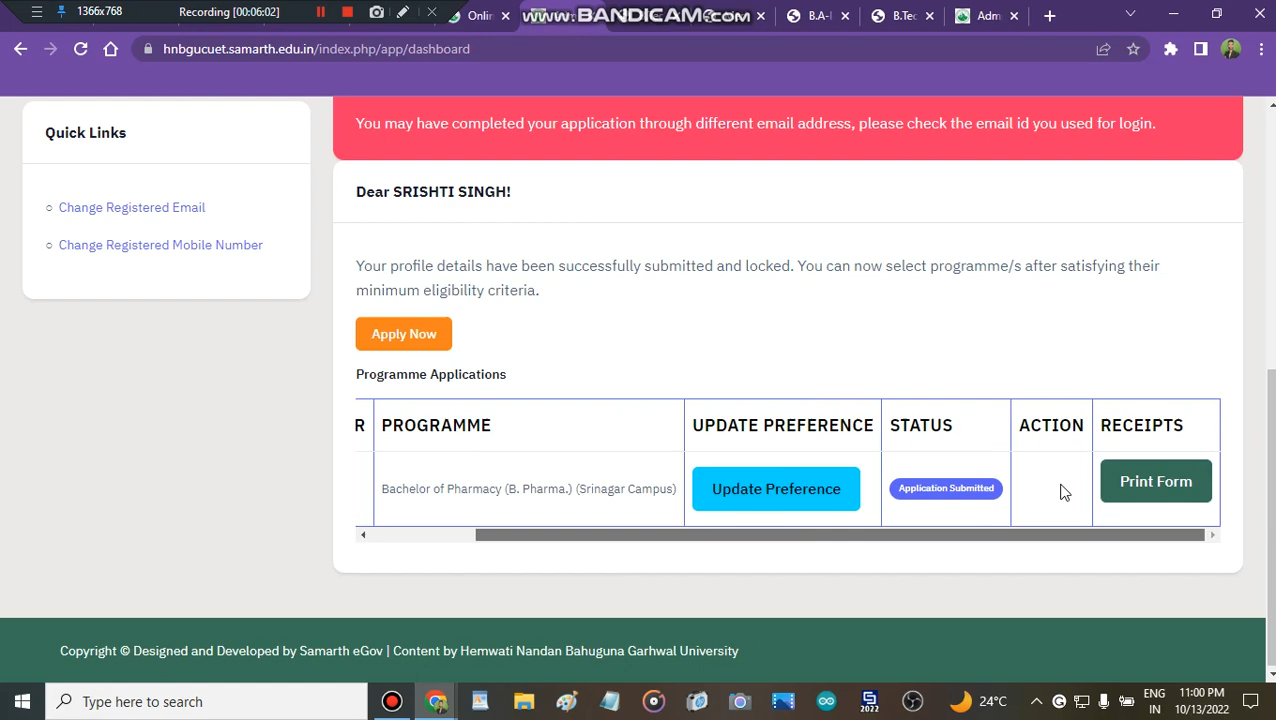 1366x768
Recording [00:06:02]
Onlin
WWW.BANDICAM.COM
B.A-I
B.Tec
Adm
hnbgucuet.samarth.edu.in/index.php/app/dashboard
Quick Links
Change Registered Email
Change Registered Mobile Number
You may have completed your application through different email address, please check the email id you used for login.
Dear SRISHTI SINGH!
Your profile details have been successfully submitted and locked. You can now select programme/s after satisfying their
minimum eligibility criteria.
Apply Now
Programme Applications
R PROGRAMME UPDATE PREFERENCE STATUS ACTION RECEIPTS
Bachelor of Pharmacy (B. Pharma.) (Srinagar Campus) Update Preference Application Submitted Print Form
Copyright © Designed and Developed by Samarth eGov | Content by Hemwati Nandan Bahuguna Garhwal University
Type here to search
2022
24°C
ENG
IN
11:00 PM
10/13/2022